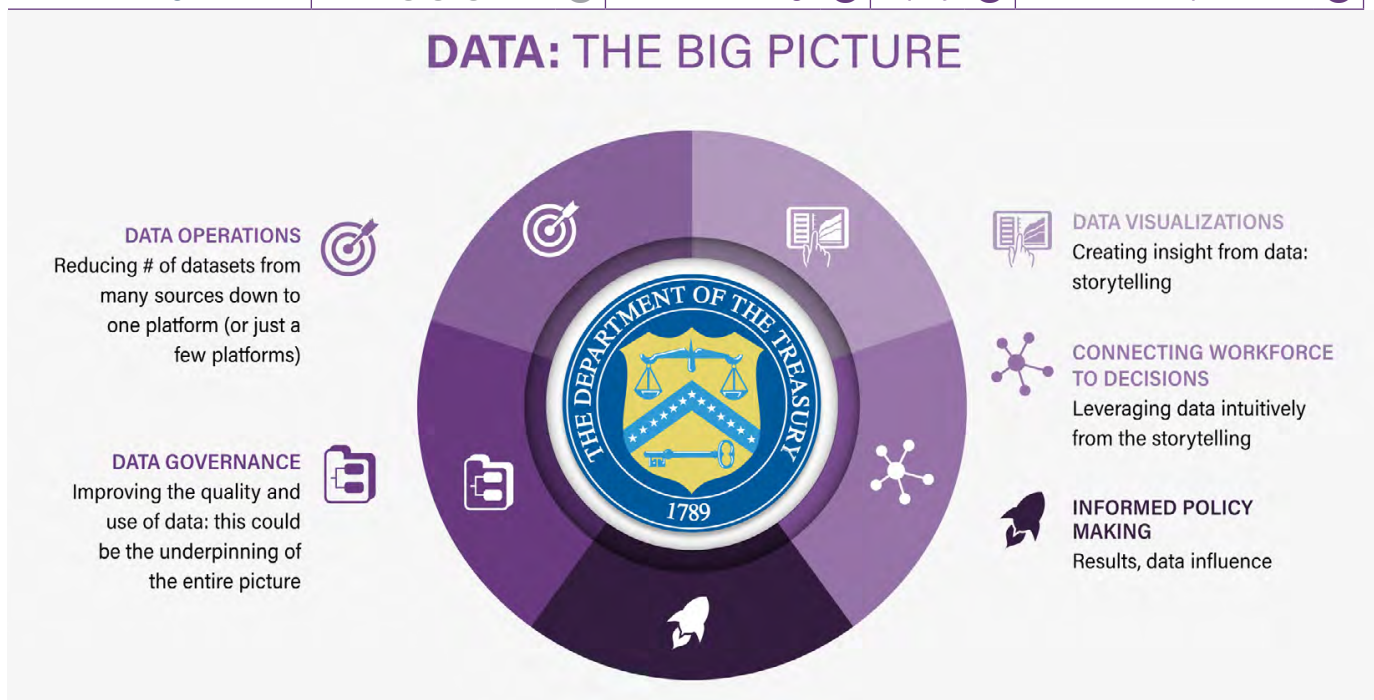 DATA: THE BIG PICTURE
DATA OPERATIONS
Reducing # of datasets from
many sources down to
one platform (or just a
few platforms)
DATA GOVERNANCE
Improving the quality and
use of data: this could
be the underpinning of
the entire picture
THE DEPARTMENT OF THE TREASURY
1789
DATA VISUALIZATIONS
Creating insight from data:
storytelling
CONNECTING WORKFORCE
TO DECISIONS
Leveraging data intuitively
from the storytelling
INFORMED POLICY
MAKING
Results, data influence